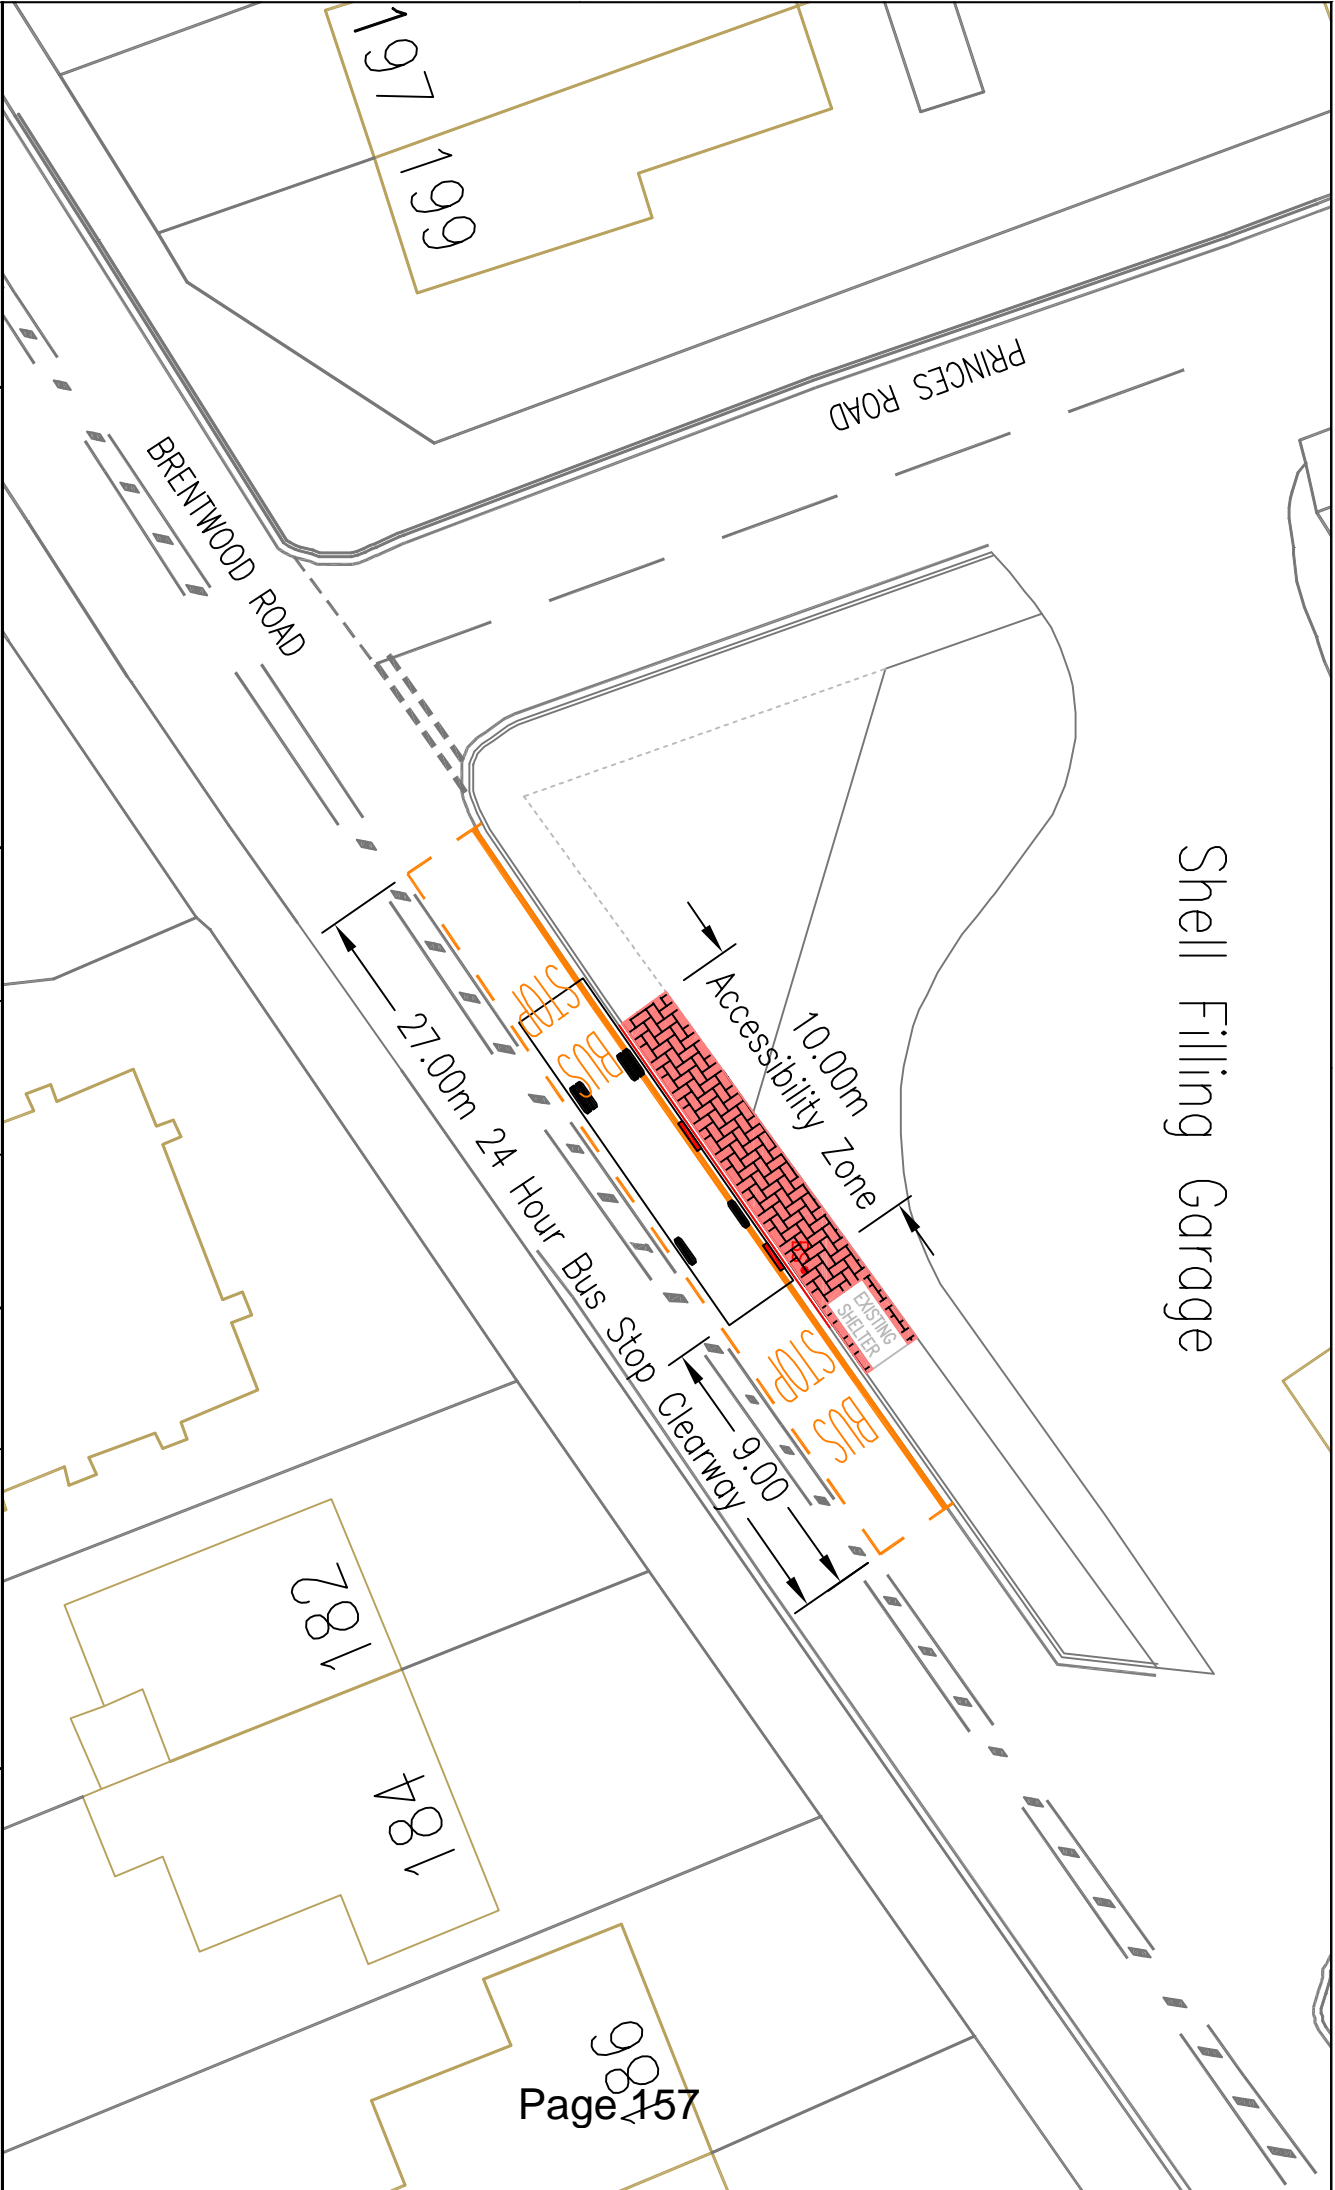 197
199
PRINCES ROAD
BRENTWOOD ROAD
Shell Filling Garage
10.00m
Accessibility Zone
BUS
STOP
27.00m 24 Hour Bus Stop Clearway
EXISTING
SHELTER
BUS
STOP
9.00
182
184
186
Page 157